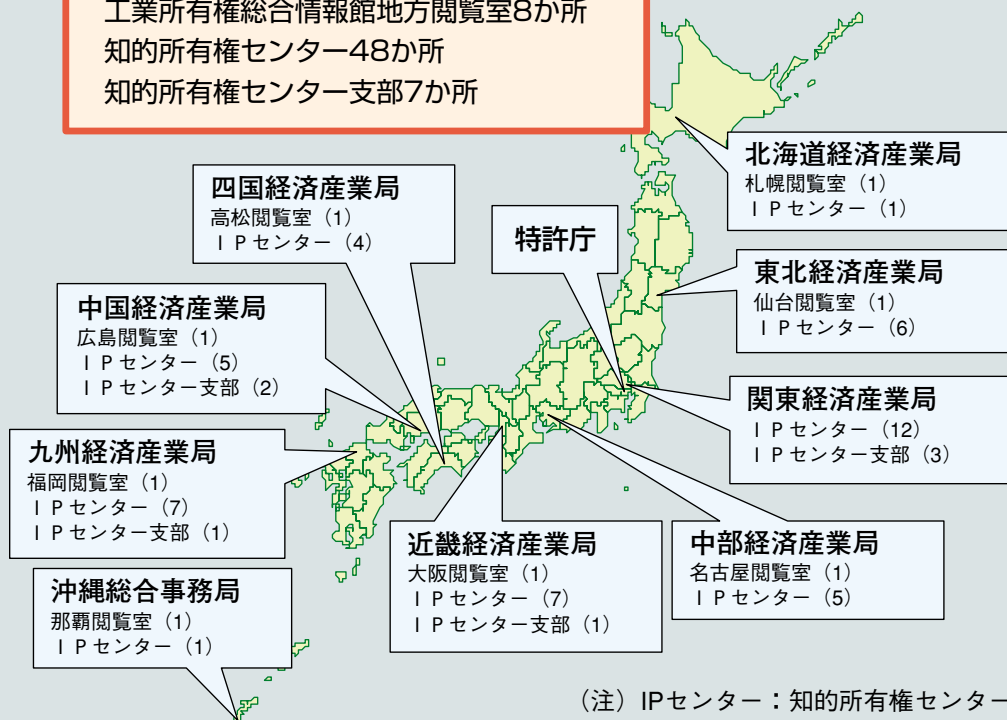 工業所有権総合情報館地方閲覧室8か所
知的所有権センター48か所
知的所有権センター支部7か所
北海道経済産業局
札幌閲覧室（1）
ＩＰセンター（1）
四国経済産業局
高松閲覧室（1）
ＩＰセンター（4）
特許庁
東北経済産業局
仙台閲覧室（1）
ＩＰセンター（6）
中国経済産業局
広島閲覧室（1）
ＩＰセンター（5）
ＩＰセンター支部（2）
関東経済産業局
ＩＰセンター（12）
ＩＰセンター支部（3）
九州経済産業局
福岡閲覧室（1）
ＩＰセンター（7）
ＩＰセンター支部（1）
近畿経済産業局
大阪閲覧室（1）
ＩＰセンター（7）
ＩＰセンター支部（1）
中部経済産業局
名古屋閲覧室（1）
ＩＰセンター（5）
沖縄総合事務局
那覇閲覧室（1）
ＩＰセンター（1）
（注）IPセンター：知的所有権センター